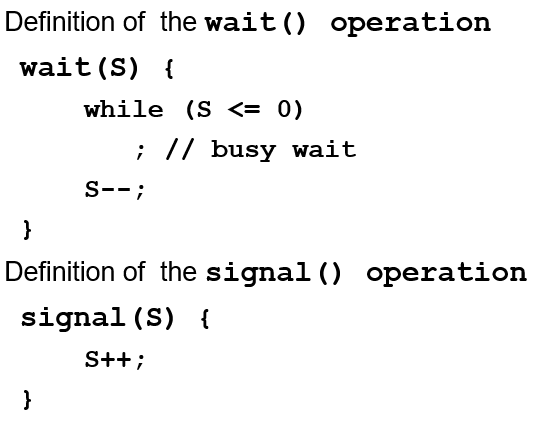 Definition of the wait() operation
wait(S) {
while (S <= 0)
; // busy wait
S--;
}
Definition of the signal() operation
signal(S) {
S++;
}